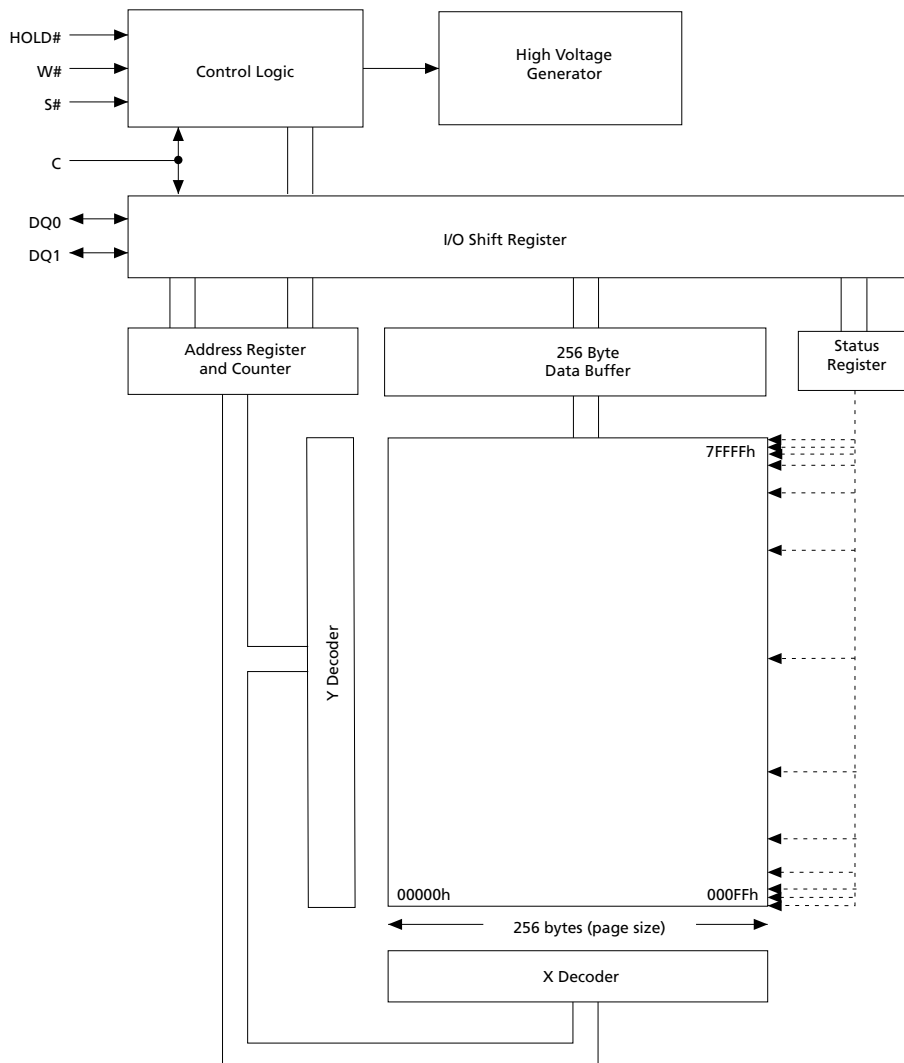 HOLD#
W#
S#
C
DQ0
DQ1
Control Logic
High Voltage
Generator
I/O Shift Register
Address Register
and Counter
256 Byte
Data Buffer
Status
Register
7FFFFh
Y Decoder
00000h
000FFh
256 bytes (page size)
X Decoder